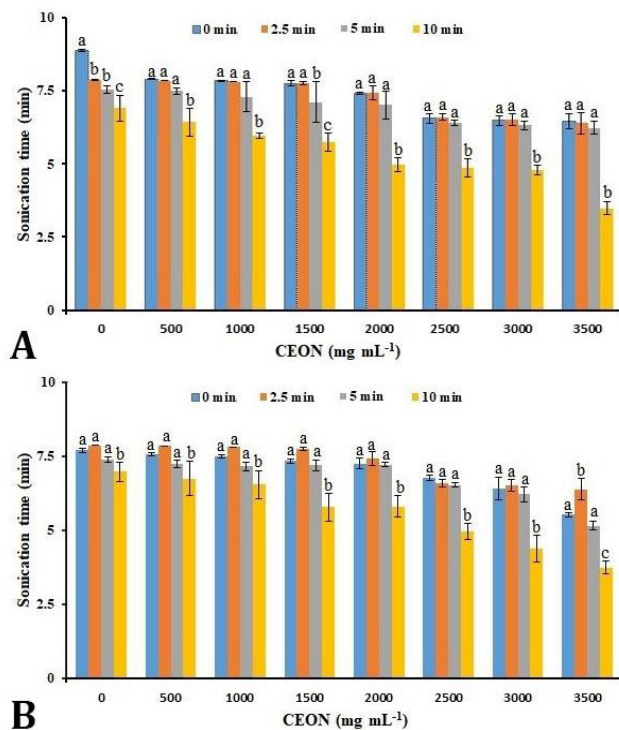 10
0 min 2.5 min 5 min 10 min
a
b b
c
a a a
b
a a a
b
a a b
c
a a a
b
a a a
b
a a a
b
a a a
b
7.5
5
2.5
0
Sonication time (min)
0 500 1000 1500 2000 2500 3000 3500
A
CEON (mg mL⁻¹)
10
0 min 2.5 min 5 min 10 min
a a a b
a a a b
a a a b
a a a b
a a a b
a a a b
a a a b
a b a c
7.5
5
2.5
0
Sonication time (min)
0 500 1000 1500 2000 2500 3000 3500
B
CEON (mg mL⁻¹)